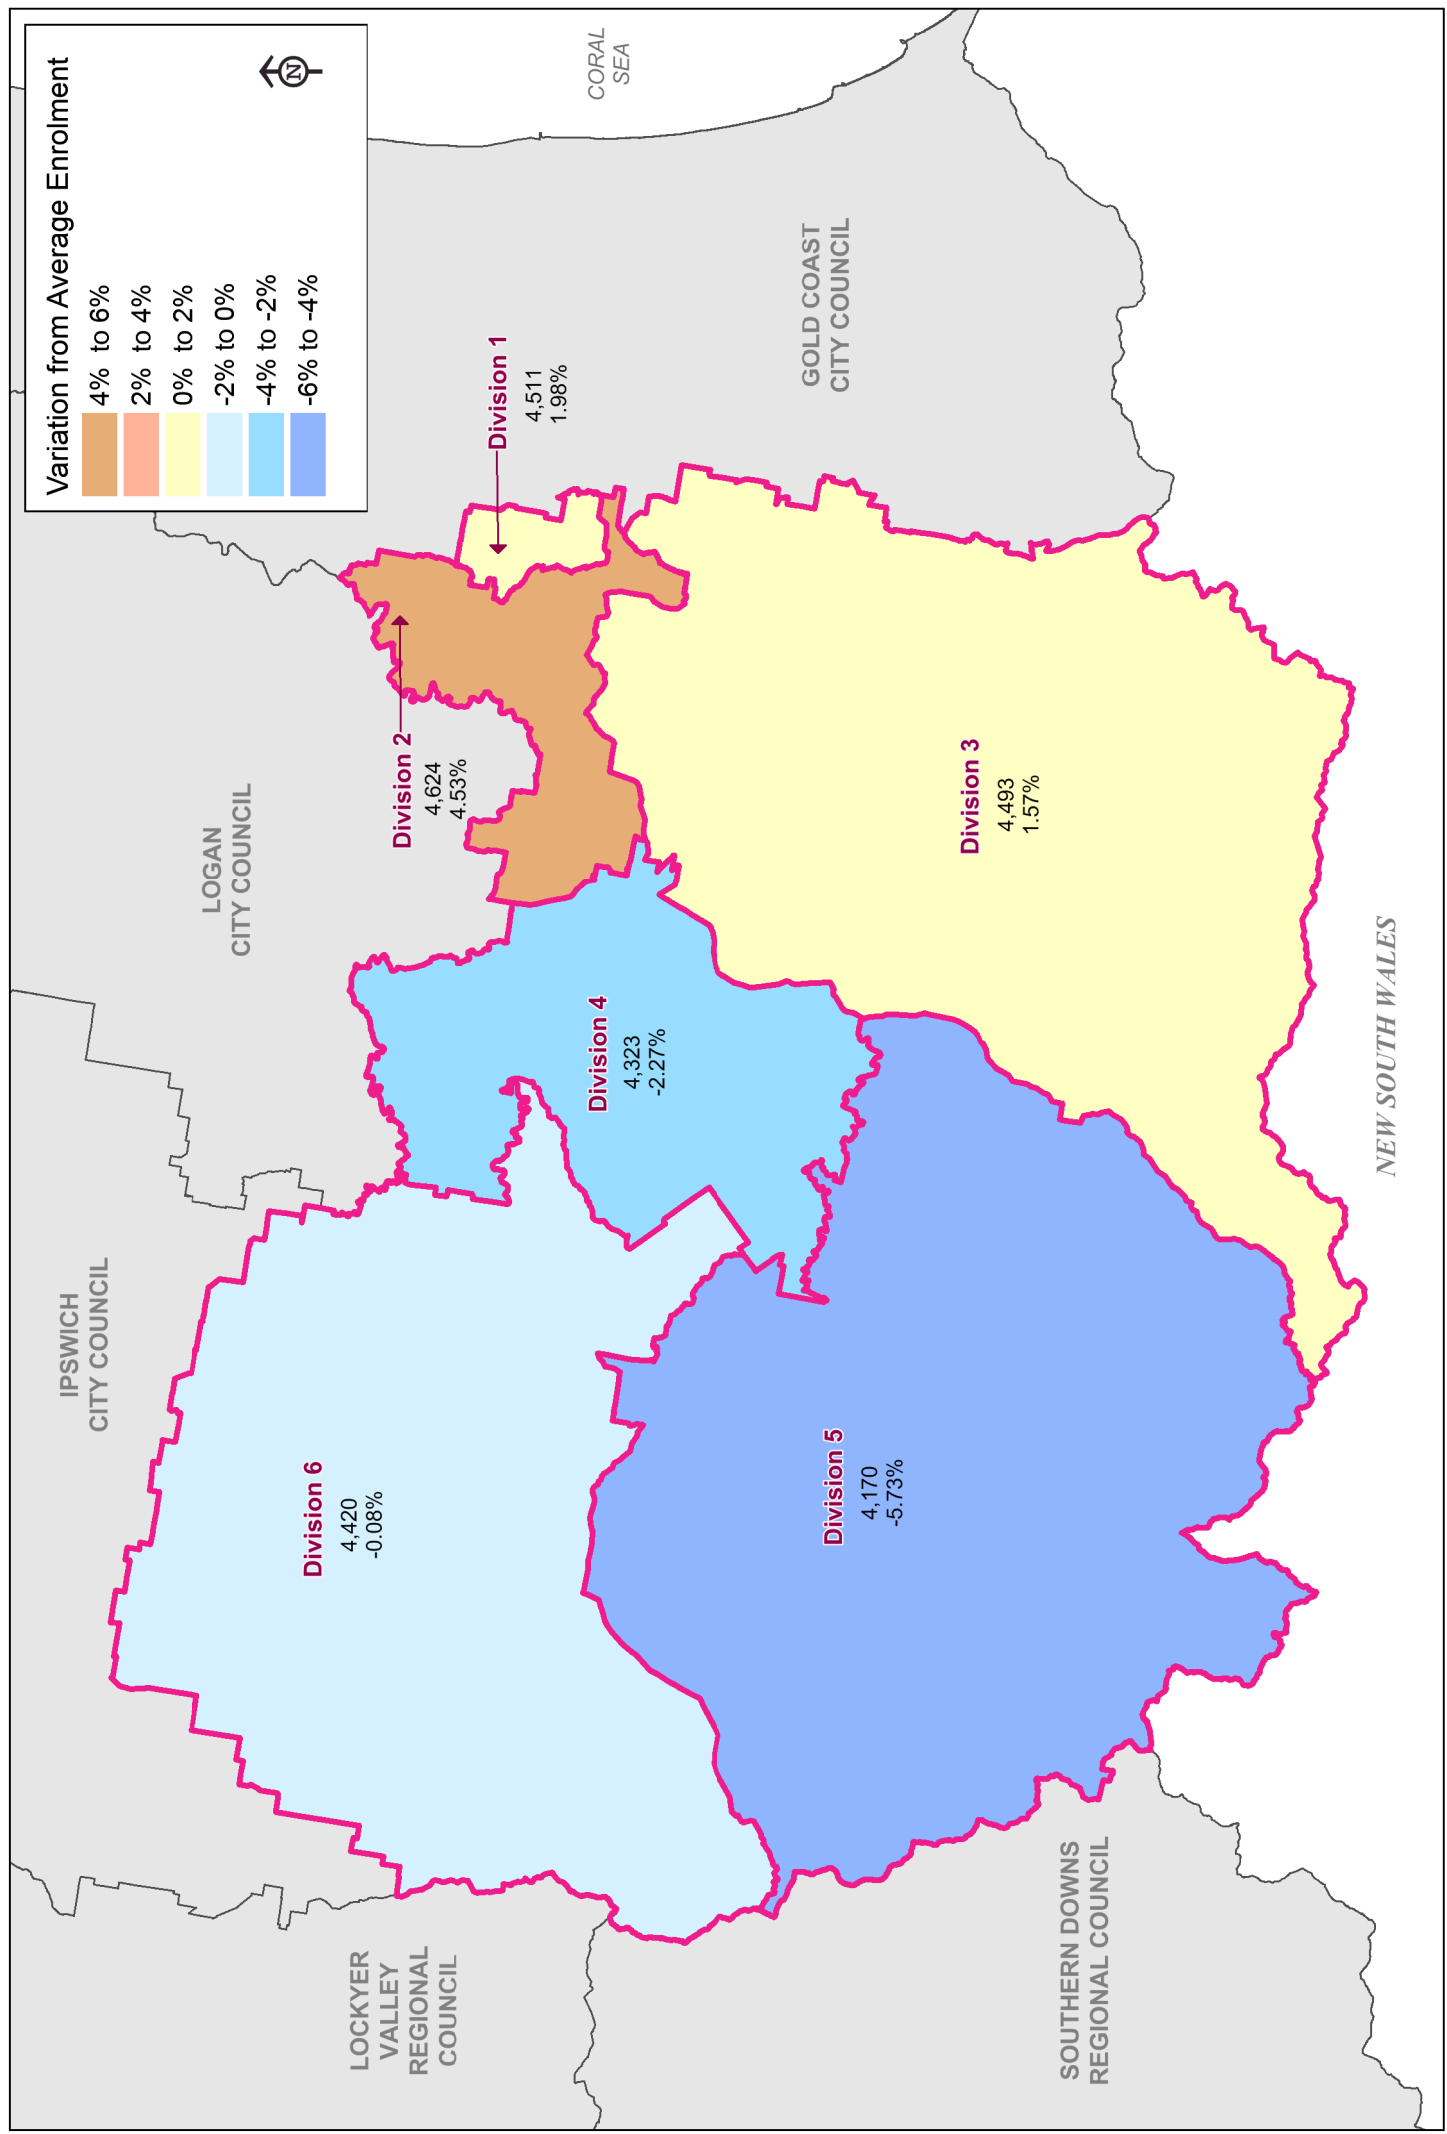 Variation from Average Enrolment
4% to 6%
2% to 4%
0% to 2%
-2% to 0%
-4% to -2%
-6% to -4%
N
CORAL
SEA
IPSWICH
CITY COUNCIL
LOGAN
CITY COUNCIL
LOCKYER
VALLEY
REGIONAL
COUNCIL
Division 6
4,420
-0.08%
Division 2
4,624
4.53%
Division 1
4,511
1.98%
Division 4
4,323
-2.27%
GOLD COAST
CITY COUNCIL
Division 5
4,170
-5.73%
Division 3
4,493
1.57%
SOUTHERN DOWNS
REGIONAL COUNCIL
NEW SOUTH WALES